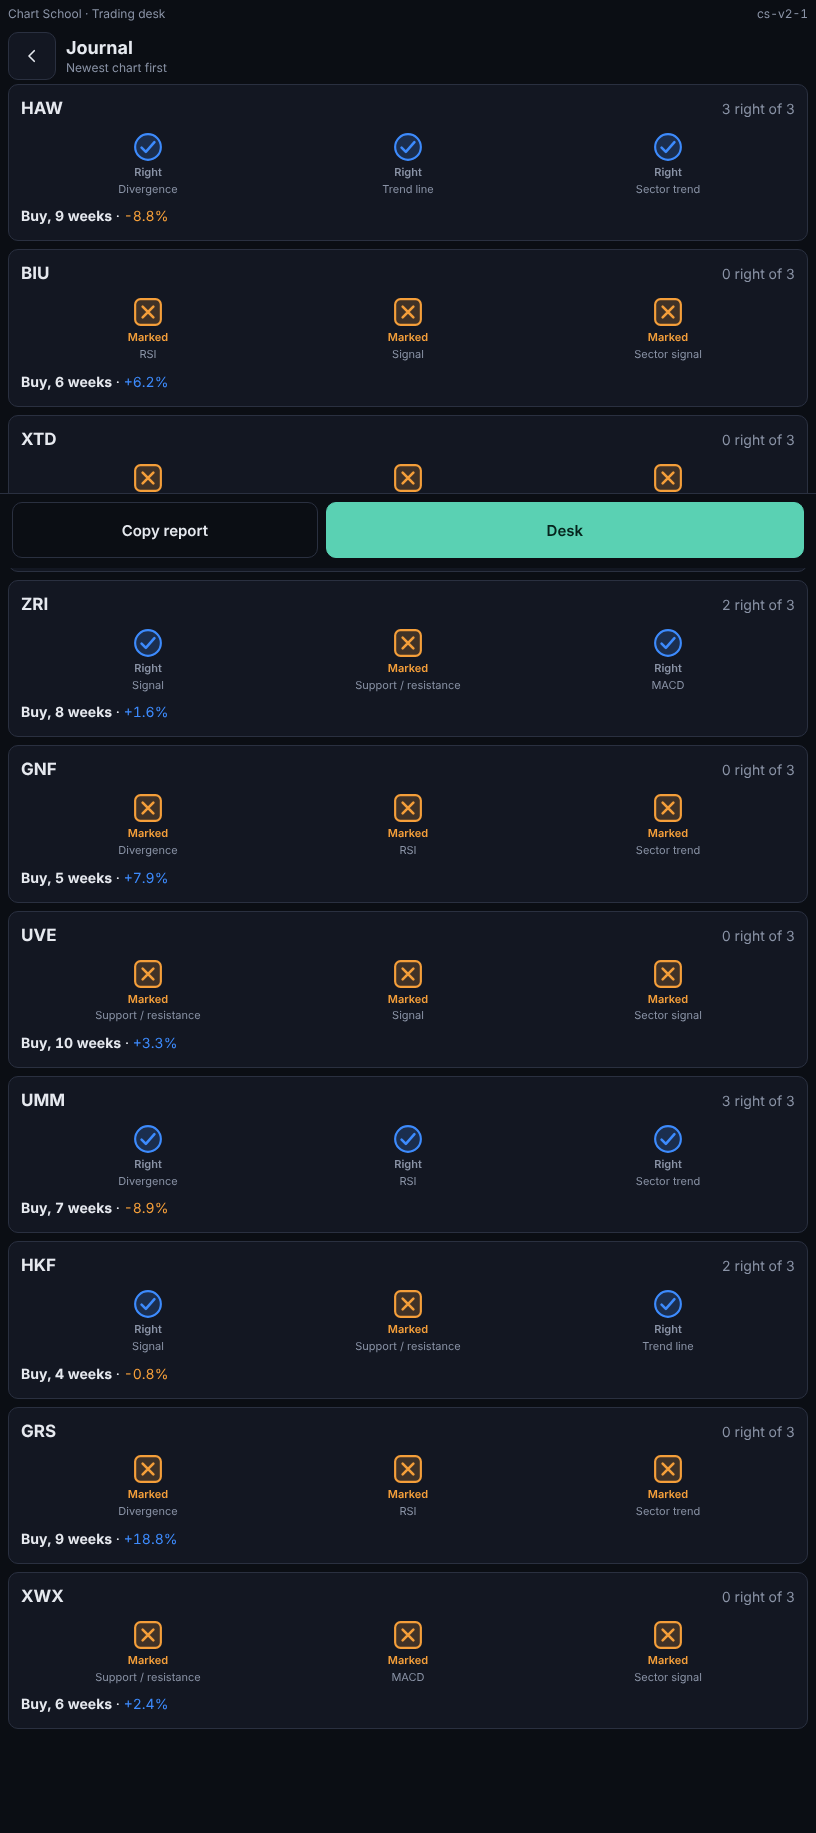 Chart School · Trading desk
cs-v2-1
Journal
Newest chart first
HAW
3 right of 3
Right Right Right
Divergence Trend line Sector trend
Buy, 9 weeks · -8.8%
BIU
0 right of 3
Marked Marked Marked
RSI Signal Sector signal
Buy, 6 weeks · +6.2%
XTD
0 right of 3
Copy report
Desk
ZRI
2 right of 3
Right Marked Right
Signal Support / resistance MACD
Buy, 8 weeks · +1.6%
GNF
0 right of 3
Marked Marked Marked
Divergence RSI Sector trend
Buy, 5 weeks · +7.9%
UVE
0 right of 3
Marked Marked Marked
Support / resistance Signal Sector signal
Buy, 10 weeks · +3.3%
UMM
3 right of 3
Right Right Right
Divergence RSI Sector trend
Buy, 7 weeks · -8.9%
HKF
2 right of 3
Right Marked Right
Signal Support / resistance Trend line
Buy, 4 weeks · -0.8%
GRS
0 right of 3
Marked Marked Marked
Divergence RSI Sector trend
Buy, 9 weeks · +18.8%
XWX
0 right of 3
Marked Marked Marked
Support / resistance MACD Sector signal
Buy, 6 weeks · +2.4%